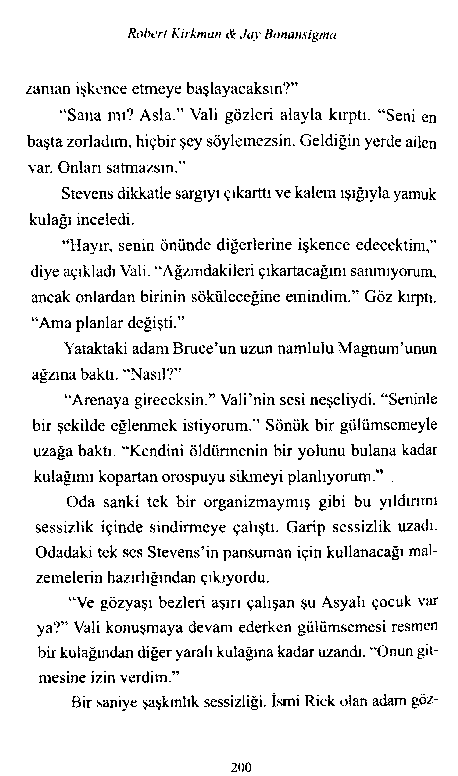 Robert Kirkman & Jay Bonansigma
zaman işkence etmeye başlayacaksın?”
“Sana mı? Asla.” Vali gözleri alayla kırptı. “Seni en
başta zorladım, hiçbir şey söylemezsin. Geldiğin yerde ailen
var. Onları satmazsın.”
Stevens dikkatle sargıyı çıkarttı ve kalem ışığıyla yamuk
kulağı inceledi.
“Hayır, senin önünde diğerlerine işkence edecektim,”
diye açıkladı Vali. “Ağzındakileri çıkartacağını sanmıyorum,
ancak onlardan birinin söküleceğine emindim.” Göz kırptı.
“Ama planlar değişti.”
Yataktaki adam Bruce’un uzun namlulu Magnum’unun
ağzına baktı. “Nasıl?”
“Arenaya gireceksin.” Vali’nin sesi neşeliydi. “Seninle
bir şekilde eğlenmek istiyorum.” Sönük bir gülümsemeyle
uzağa baktı. “Kendini öldürmenin bir yolunu bulana kadar
kulağımı kopartan orospuyu sikmeyi planlıyorum.”
Oda sanki tek bir organizmaymış gibi bu yıldırımı
sessizlik içinde sindirmeye çalıştı. Garip sessizlik uzadı.
Odadaki tek ses Stevens’in pansuman için kullanacağı mal-
zemelerin hazırlığından çıkıyordu.
“Ve gözyaşı bezleri aşırı çalışan şu Asyalı çocuk var
ya?” Vali konuşmaya devam ederken gülümsemesi resmen
bir kulağından diğer yaralı kulağına kadar uzandı. “Onun git-
mesine izin verdim.”
Bir saniye şaşkınlık sessizliği. İsmi Rick olan adam göz-
200